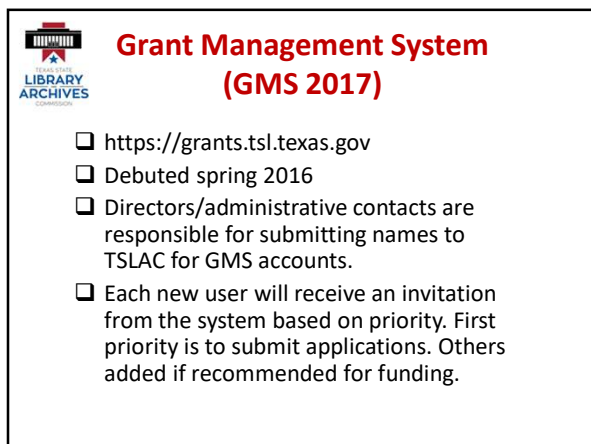 TEXAS STATE
LIBRARY
ARCHIVES
COMMISSION
Grant Management System
(GMS 2017)
https://grants.tsl.texas.gov
Debuted spring 2016
Directors/administrative contacts are
responsible for submitting names to
TSLAC for GMS accounts.
Each new user will receive an invitation
from the system based on priority. First
priority is to submit applications. Others
added if recommended for funding.